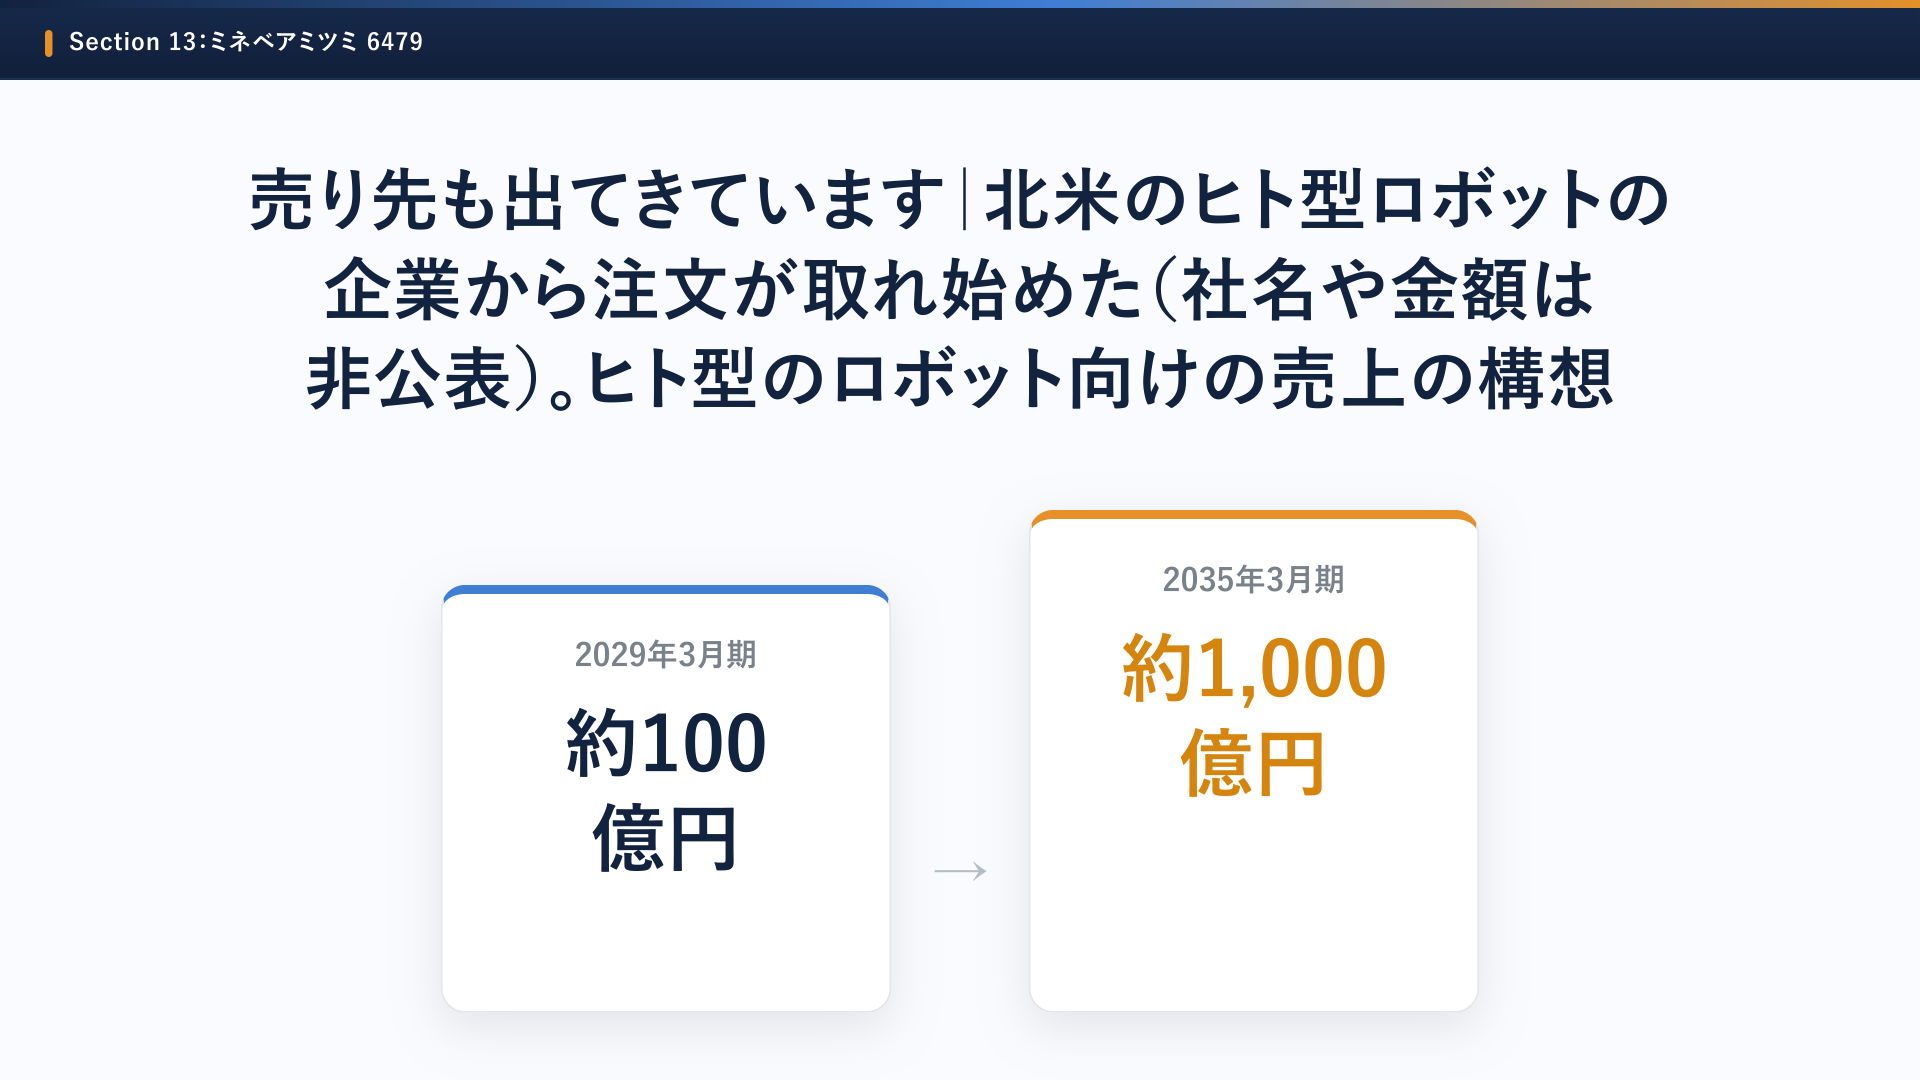 Section 13：ミネベアミツミ 6479
売り先も出てきています｜北米のヒト型ロボットの
企業から注文が取れ始めた（社名や金額は
非公表）。ヒト型のロボット向けの売上の構想
2029年3月期
約100
億円
→
2035年3月期
約1,000
億円